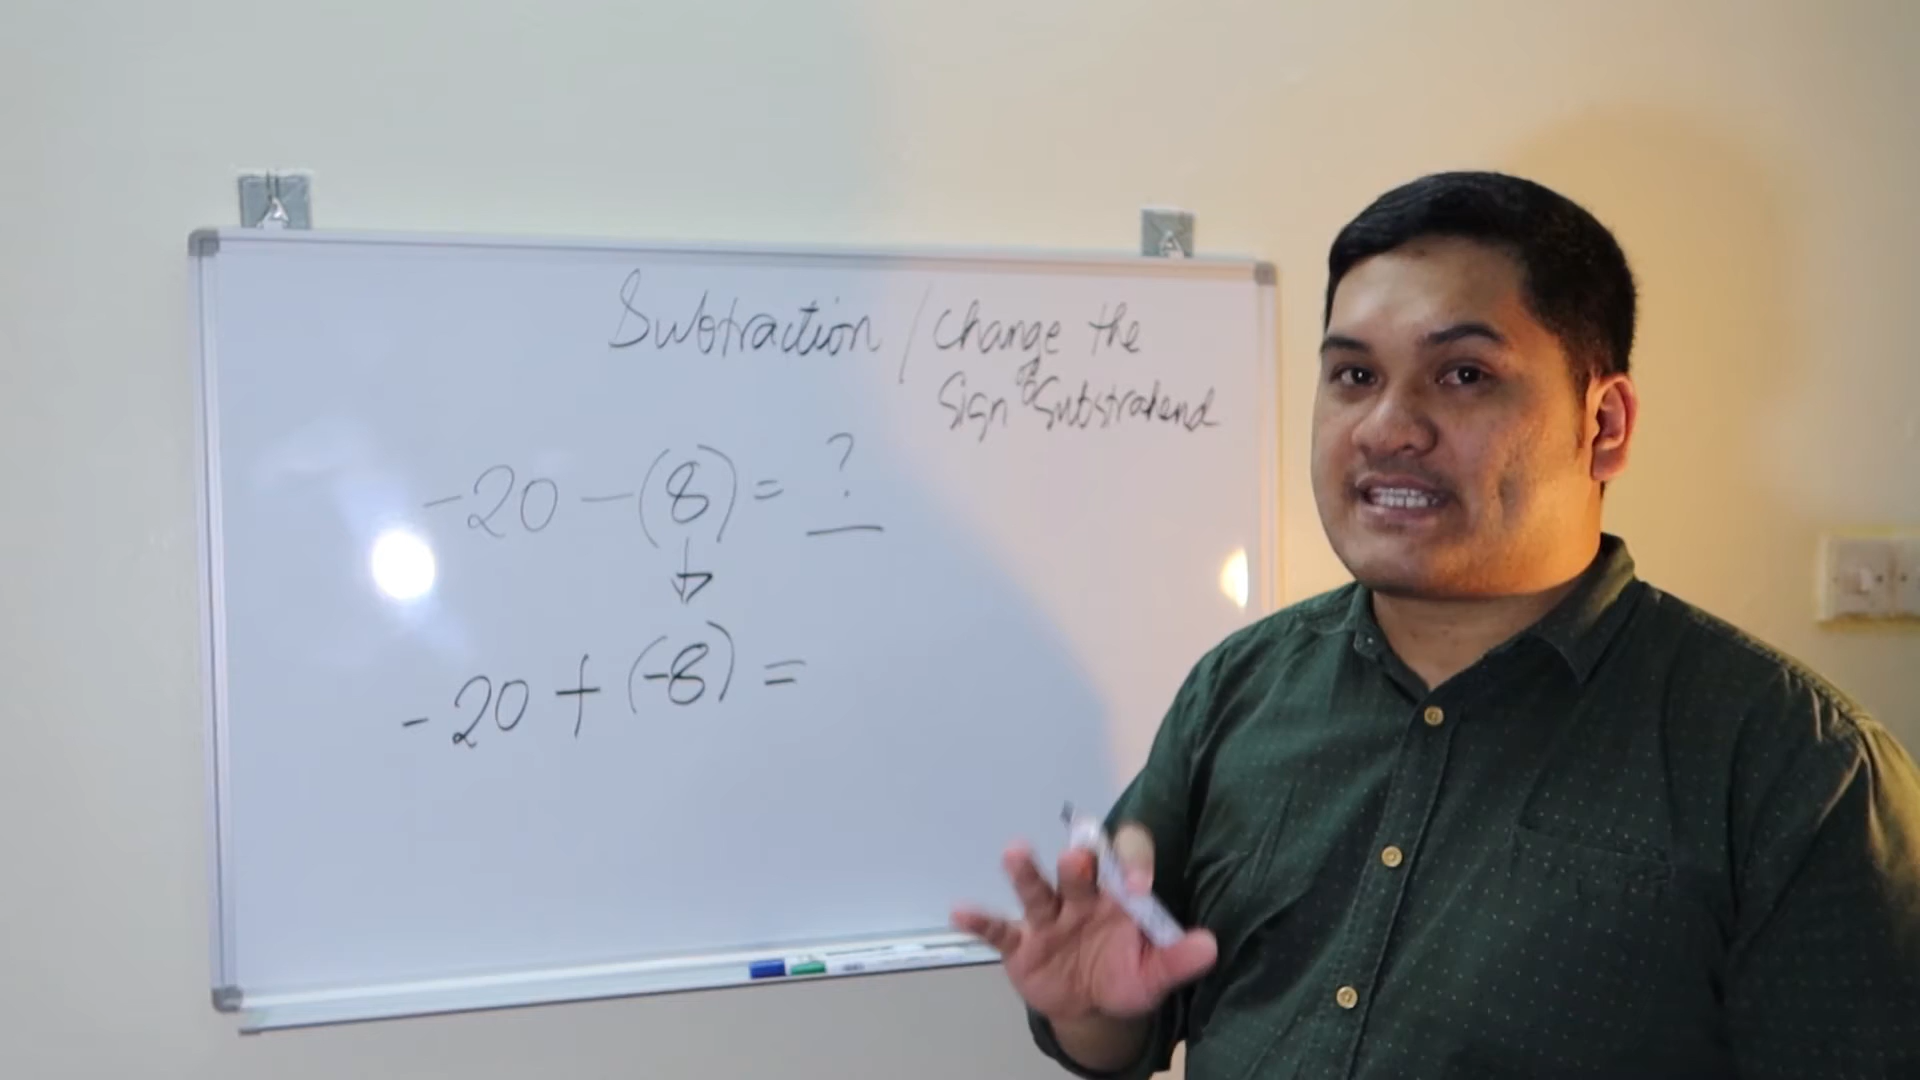 Subtraction / Change the
Sign of Substrahend
-20 - (8) = ?
-20 + (-8) =